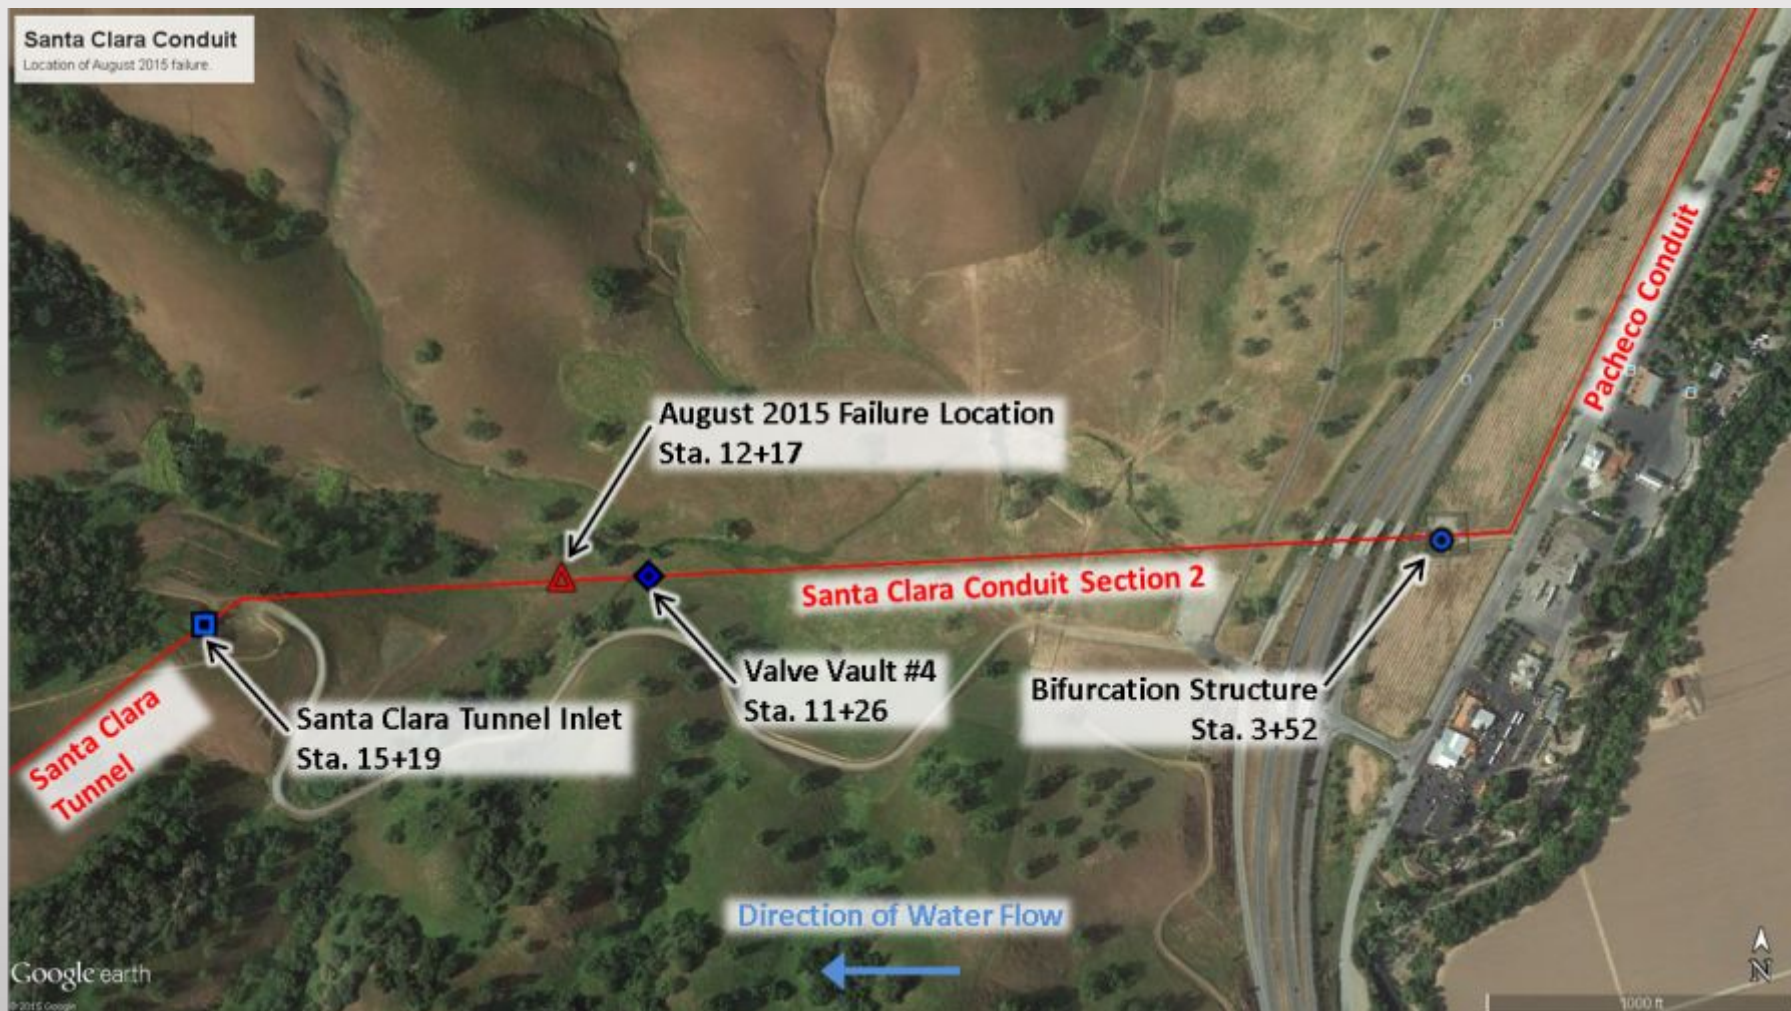 Santa Clara Conduit
Location of August 2015 failure.
Pacheco Conduit
August 2015 Failure Location
Sta. 12+17
Santa Clara Conduit Section 2
Valve Vault #4
Sta. 11+26
Bifurcation Structure
Sta. 3+52
Santa Clara Tunnel Inlet
Sta. 15+19
Santa Clara
Tunnel
Direction of Water Flow
Google earth
© 2015 Google
N
1000 ft